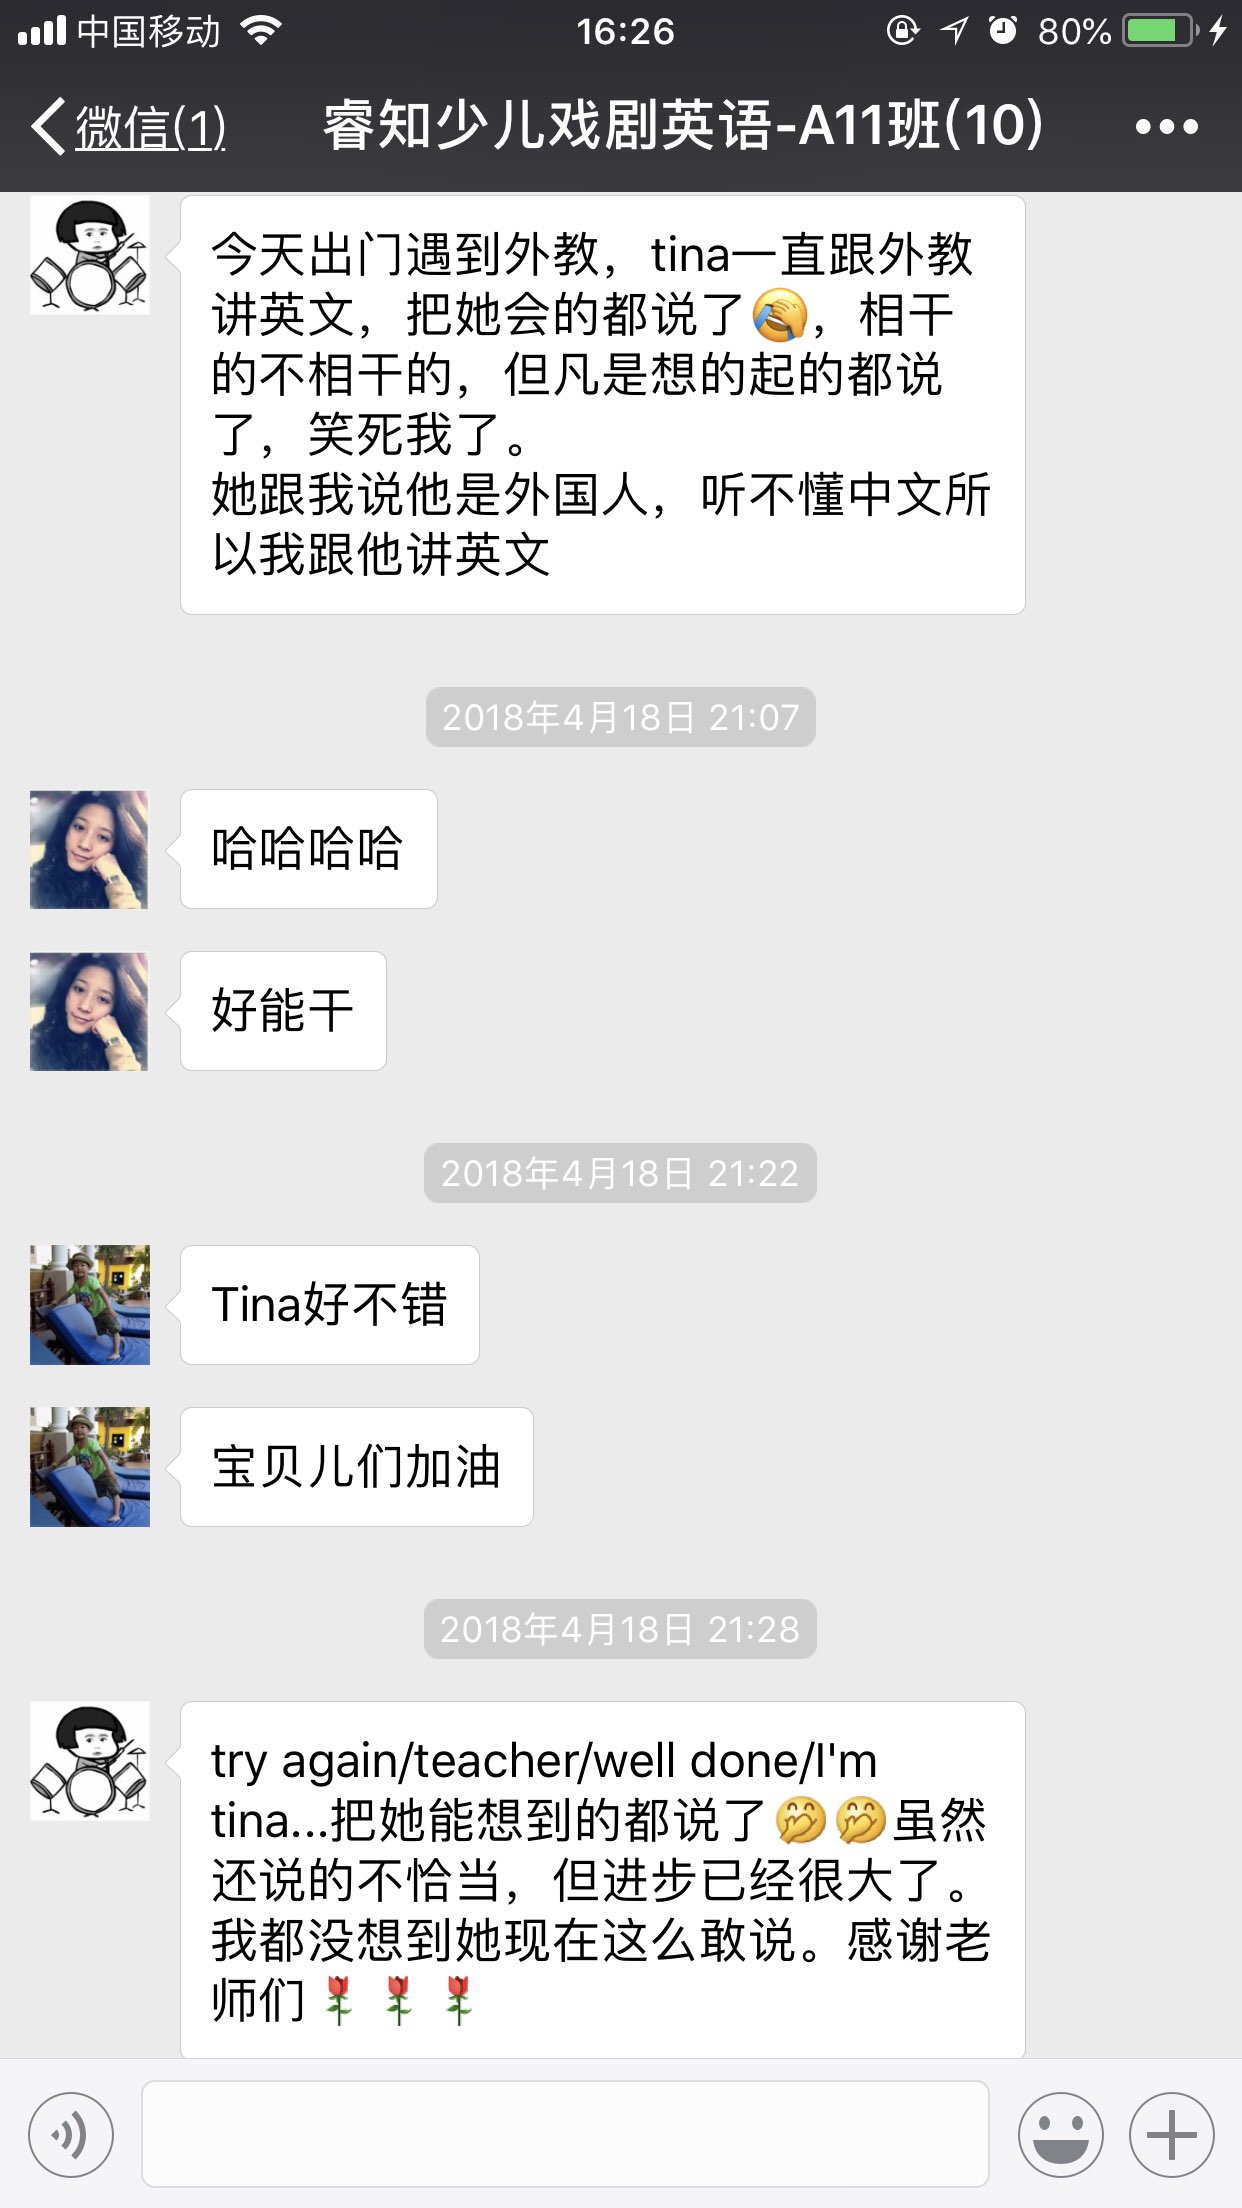 中国移动 16:26 80%
微信(1) 睿知少儿戏剧英语-A11班(10)
今天出门遇到外教，tina一直跟外教
讲英文，把她会的都说了🤦，相干
的不相干的，但凡是想的起的都说
了，笑死我了。
她跟我说他是外国人，听不懂中文所
以我跟他讲英文
2018年4月18日 21:07
哈哈哈哈
好能干
2018年4月18日 21:22
Tina好不错
宝贝儿们加油
2018年4月18日 21:28
try again/teacher/well done/I'm
tina...把她能想到的都说了🤭🤭虽然
还说的不恰当，但进步已经很大了。
我都没想到她现在这么敢说。感谢老
师们🌹🌹🌹